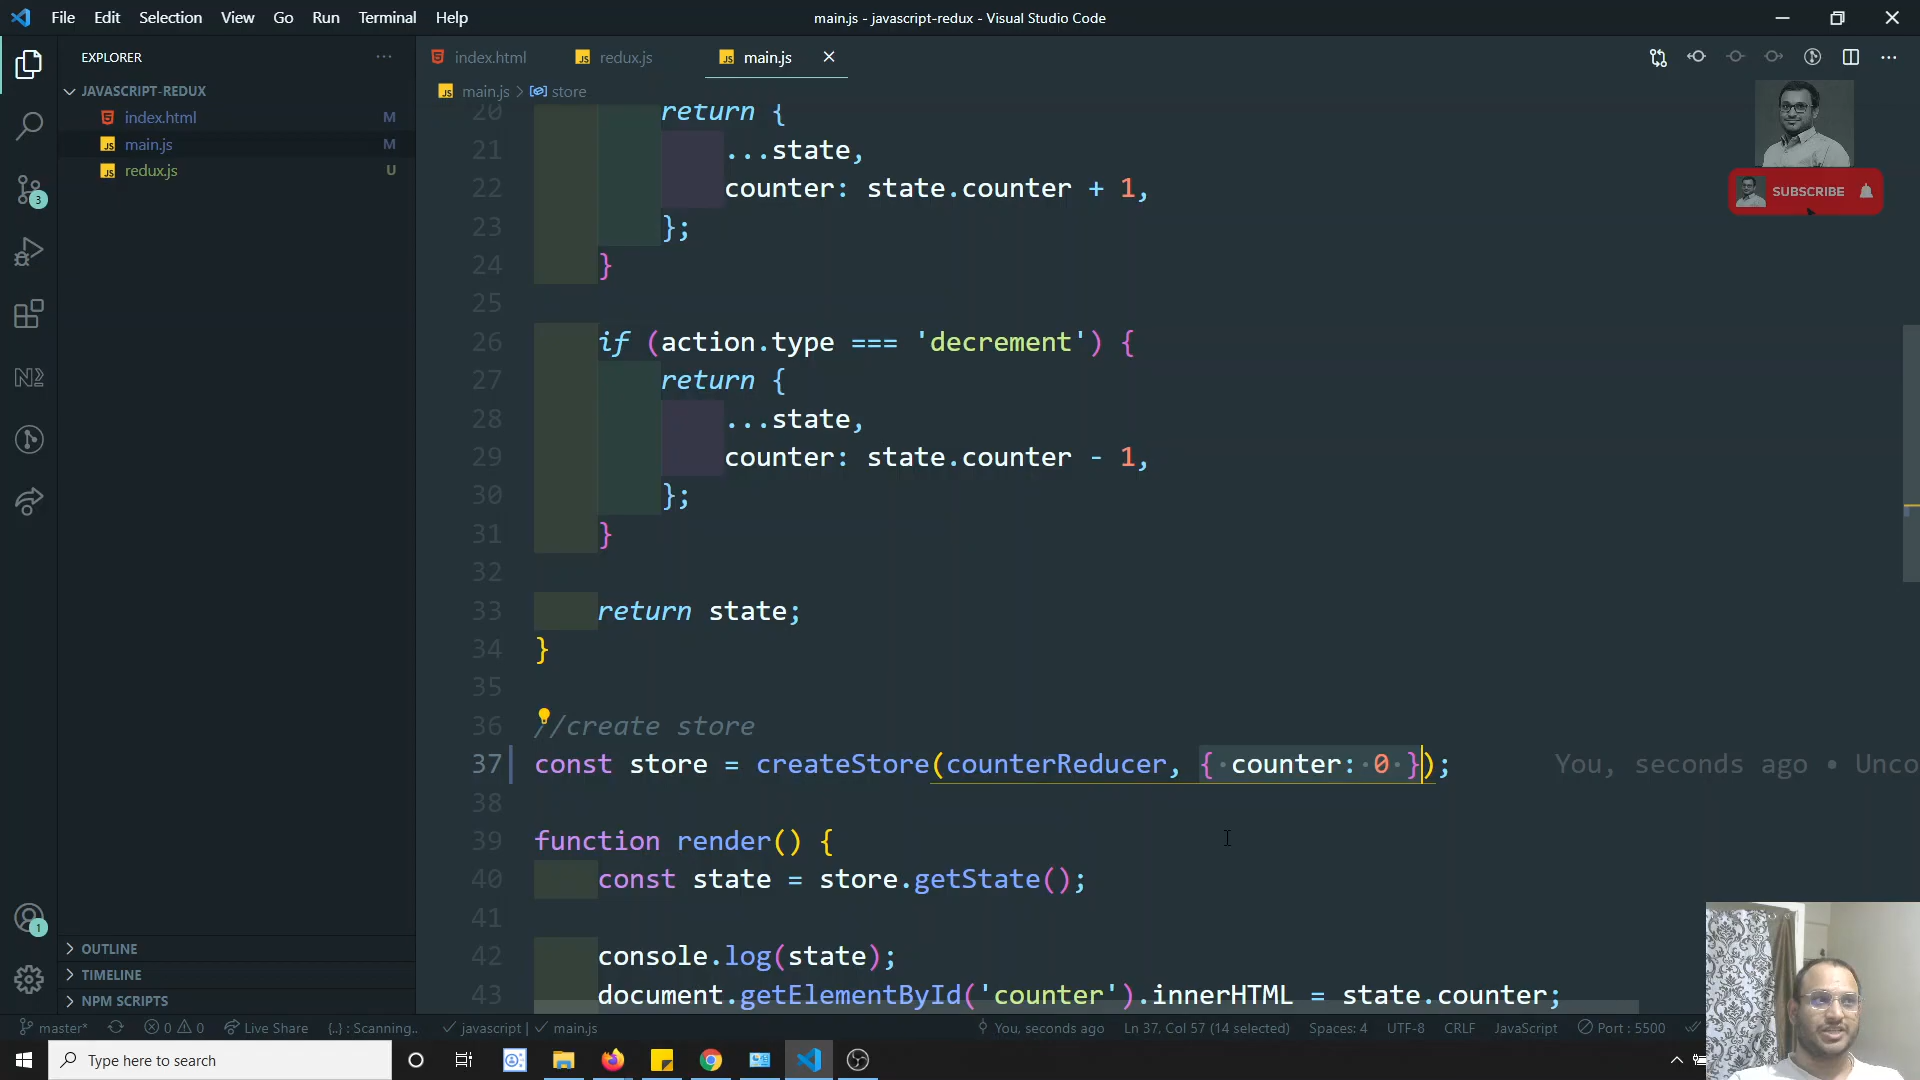 File Edit Selection View Go Run Terminal Help
main.js - javascript-redux - Visual Studio Code
EXPLORER
index.html
redux.js
main.js
JAVASCRIPT-REDUX
index.html M
main.js M
redux.js U
main.js > store
20 return {
21 ...state,
22 counter: state.counter + 1,
23 };
24 }
25
26 if (action.type === 'decrement') {
27 return {
28 ...state,
29 counter: state.counter - 1,
30 };
31 }
32
33 return state;
34 }
35
36 //create store
37 const store = createStore(counterReducer, { counter: 0 }); You, seconds ago • Unco
38
39 function render() {
40 const state = store.getState();
41
42 console.log(state);
43 document.getElementById('counter').innerHTML = state.counter;
SUBSCRIBE
3
1
OUTLINE
TIMELINE
NPM SCRIPTS
master* 0 0 Live Share {..} : Scanning.. javascript | main.js You, seconds ago Ln 37, Col 57 (14 selected) Spaces: 4 UTF-8 CRLF JavaScript Port : 5500
Type here to search